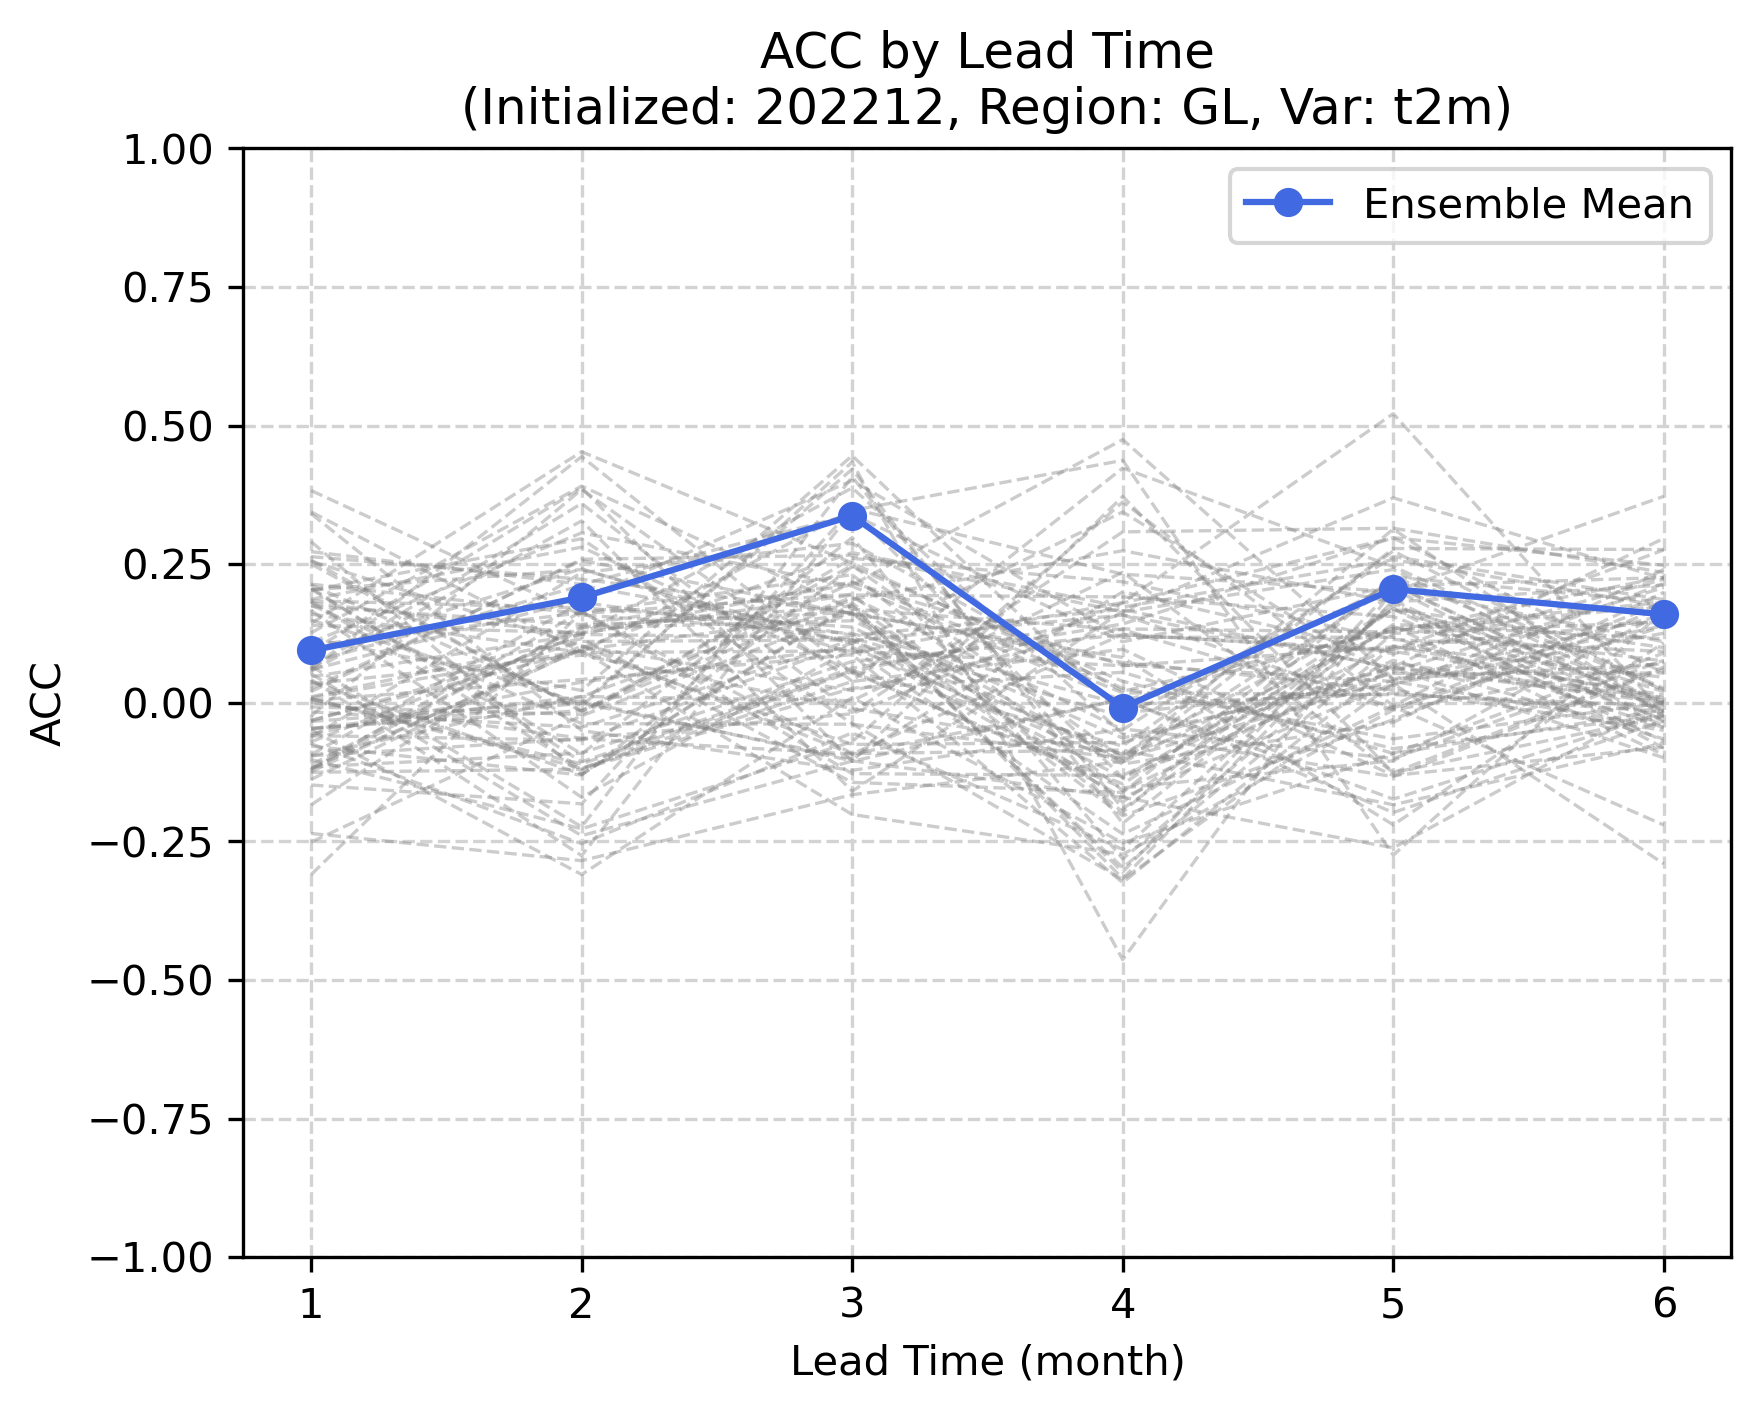 ACC by Lead Time
(Initialized: 202212, Region: GL, Var: t2m)
Ensemble Mean
1.00
0.75
0.50
0.25
0.00
−0.25
−0.50
−0.75
−1.00
ACC
1 2 3 4 5 6
Lead Time (month)